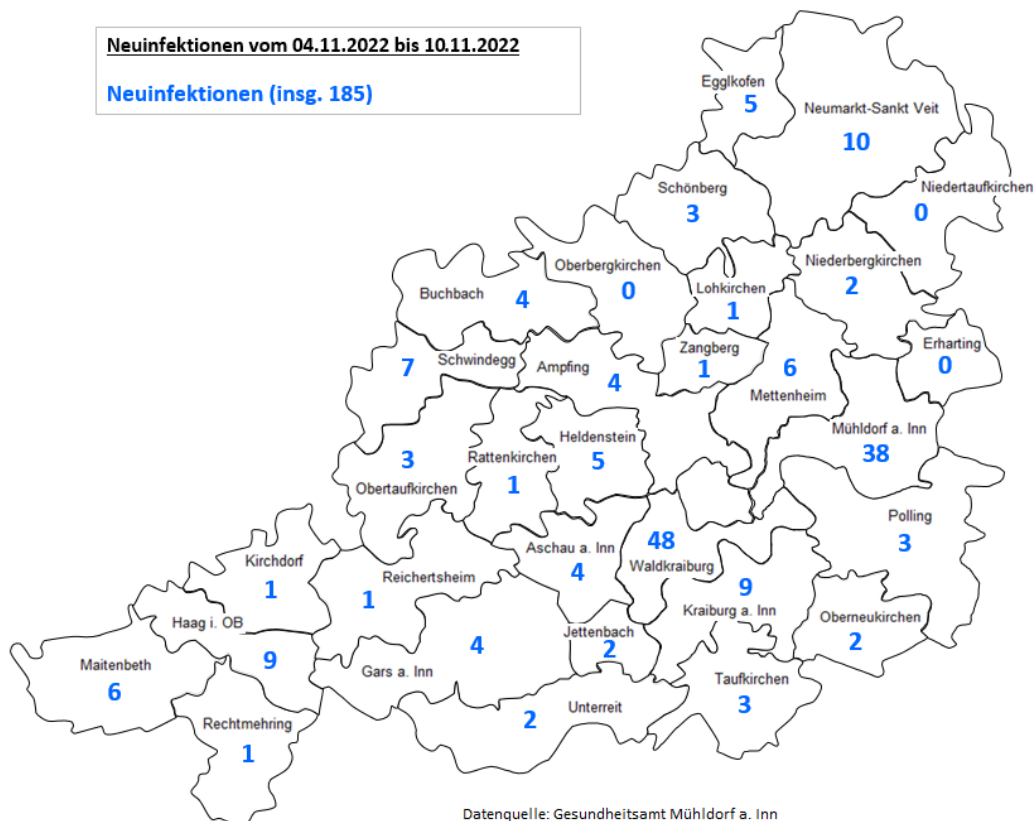 Neuinfektionen vom 04.11.2022 bis 10.11.2022
Neuinfektionen (insg. 185)
Egglkofen
5
Neumarkt-Sankt Veit
10
Niedertaufkirchen
0
Schönberg
3
Oberbergkirchen
0
Lohkirchen
1
Niederbergkirchen
2
Buchbach
4
Schwindegg
7
Ampfing
4
Zangberg
1
6
Mettenheim
Erharting
0
Mühldorf a. Inn
38
Heldenstein
5
Rattenkirchen
1
3
Obertaufkirchen
Polling
3
Kirchdorf
1
Reichertsheim
1
Aschau a. Inn
4
48
Waldkraiburg
9
Kraiburg a. Inn
Oberneukirchen
2
Haag i. OB
9
Maitenbeth
6
Gars a. Inn
4
Jettenbach
2
Taufkirchen
3
Rechtmehring
1
Unterreit
2
Datenquelle: Gesundheitsamt Mühldorf a. Inn